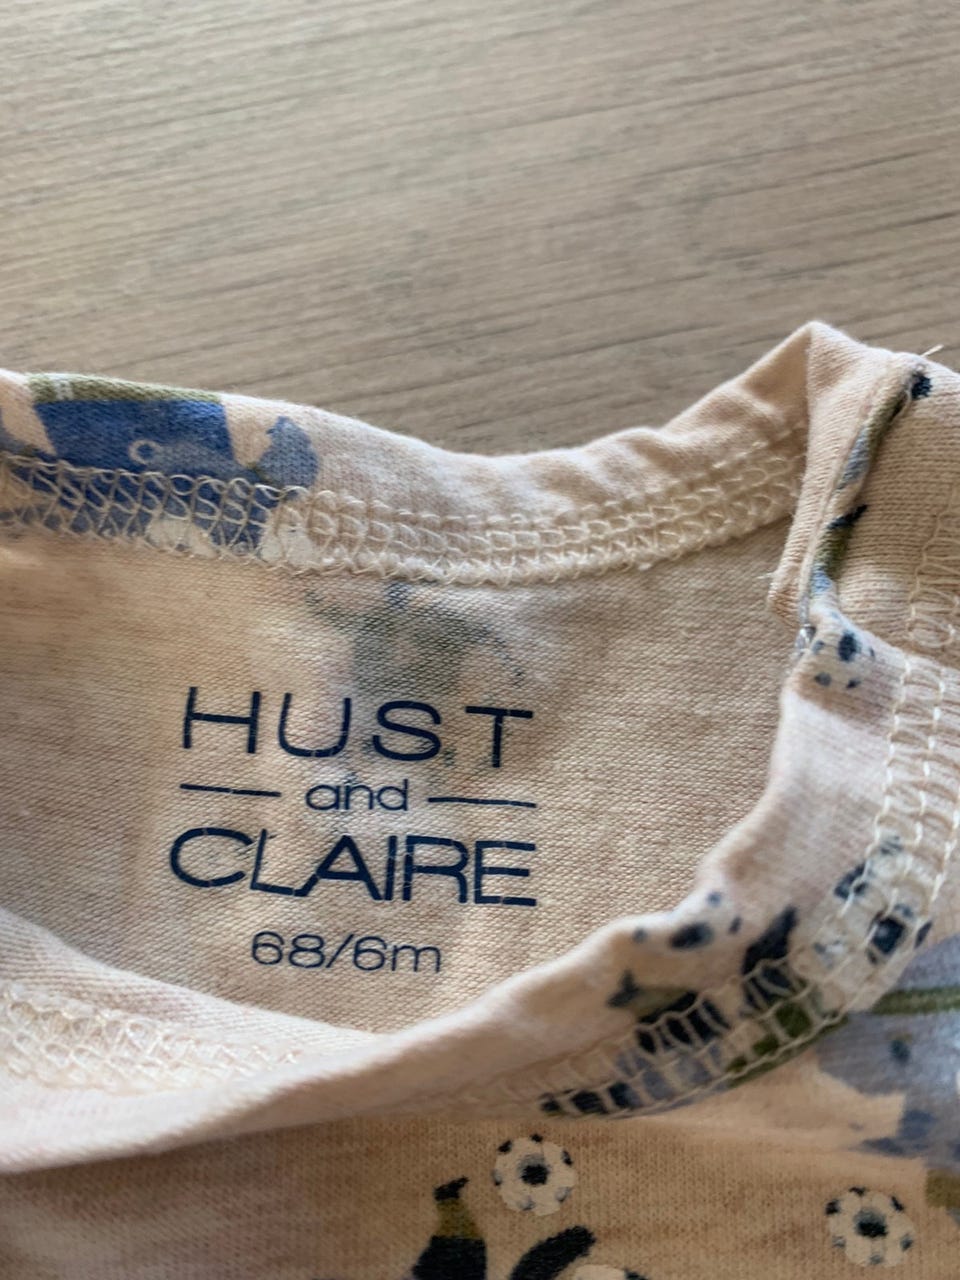 HUST
and
CLAIRE
68/6m